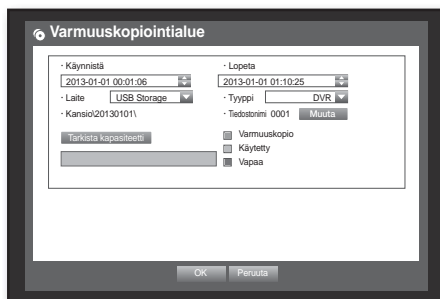 Varmuuskopiointialue
· Käynnistä · Lopeta
2013-01-01 00:01:06 2013-01-01 01:10:25
· Laite USB Storage · Tyyppi DVR
· Kansio\20130101\ · Tiedostonimi 0001 Muuta
Tarkista kapasiteetti Varmuuskopio
Käytetty
Vapaa
OK Peruuta